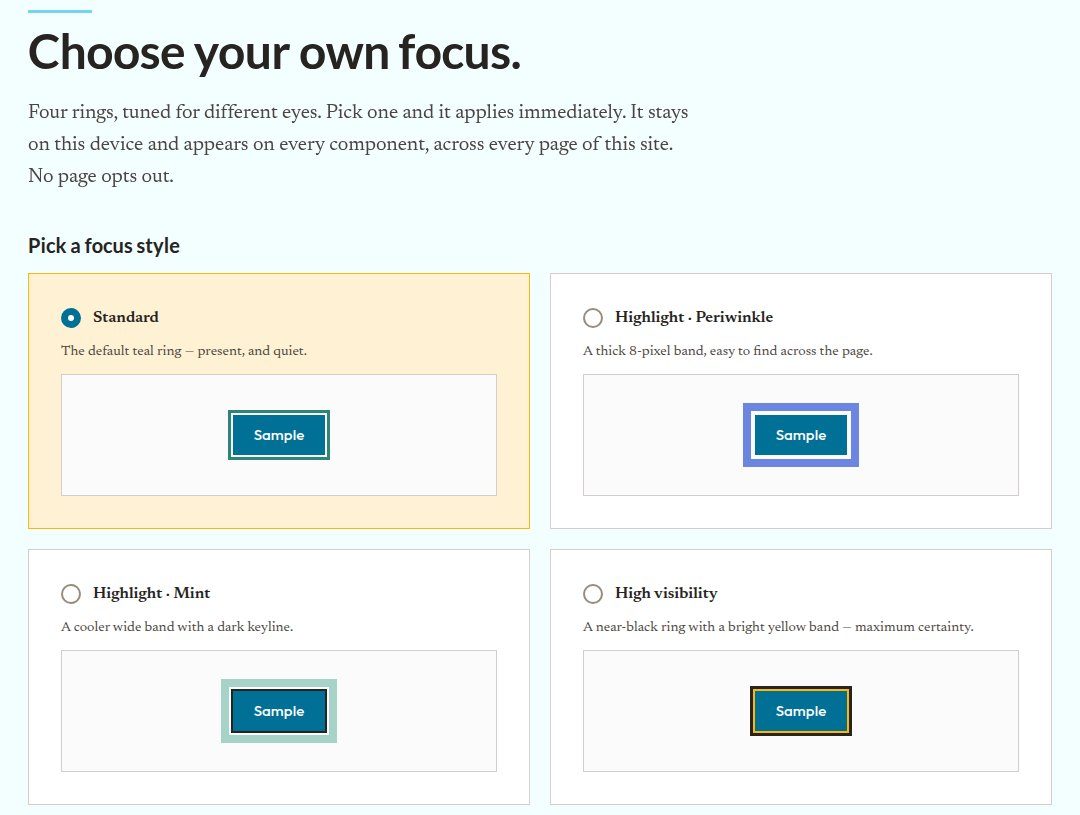 Choose your own focus.
Four rings, tuned for different eyes. Pick one and it applies immediately. It stays
on this device and appears on every component, across every page of this site.
No page opts out.
Pick a focus style
Standard
The default teal ring – present, and quiet.
Sample
Highlight · Periwinkle
A thick 8-pixel band, easy to find across the page.
Sample
Highlight · Mint
A cooler wide band with a dark keyline.
Sample
High visibility
A near-black ring with a bright yellow band – maximum certainty.
Sample